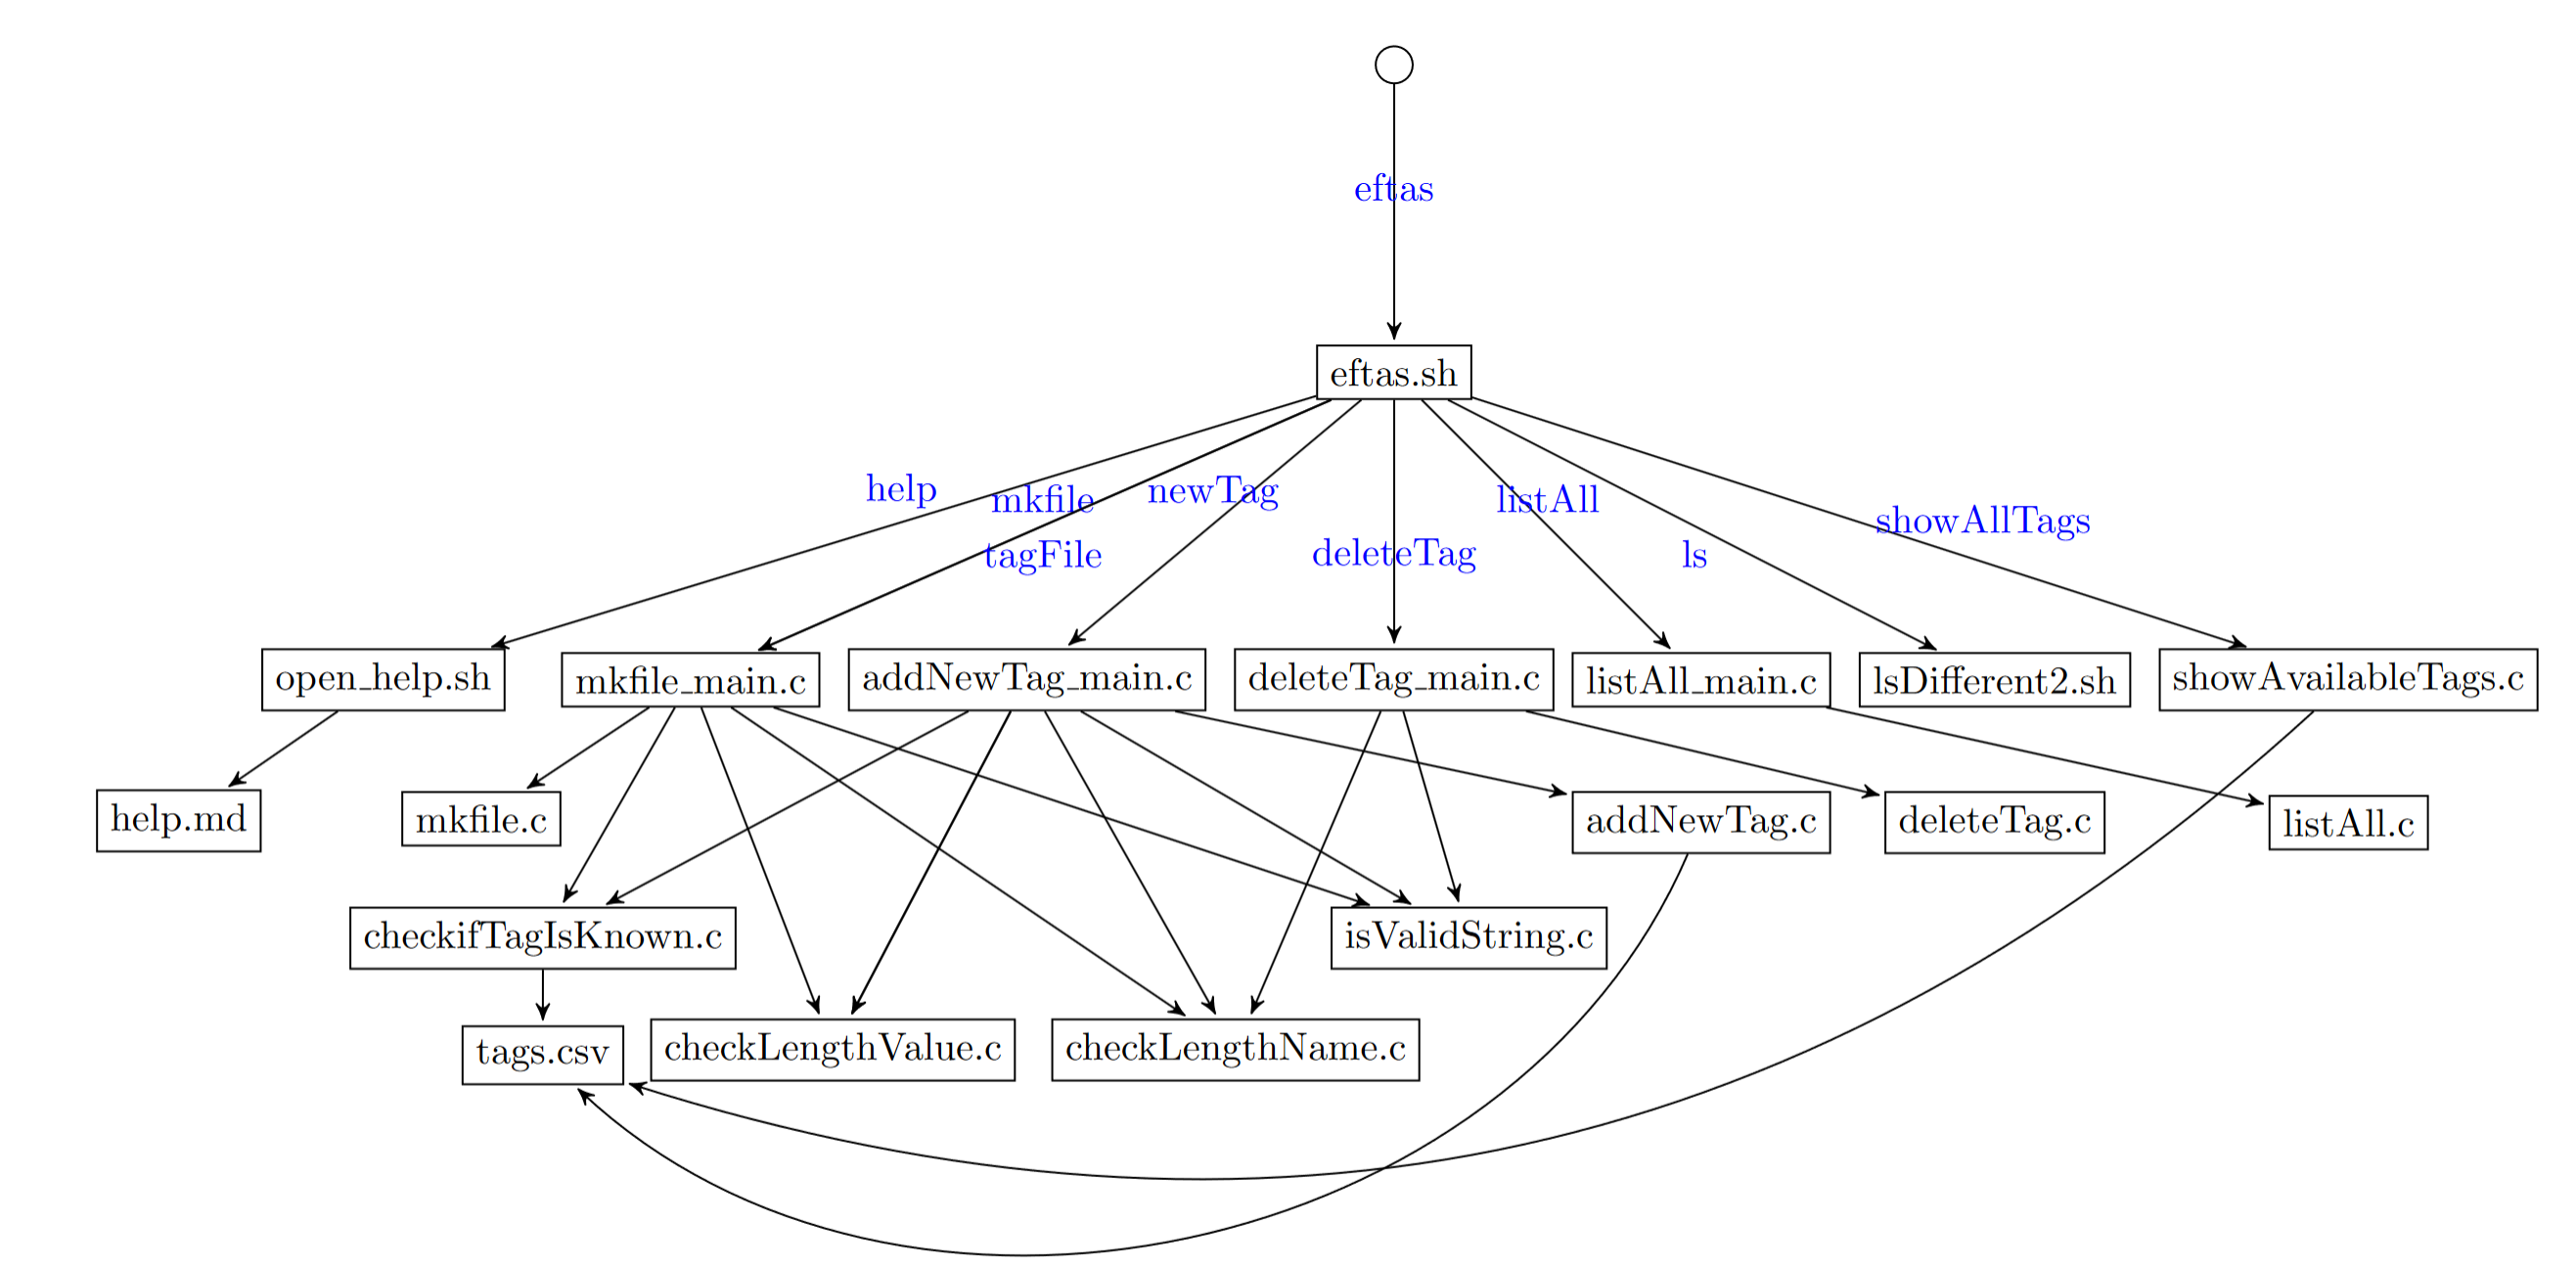 eftas
eftas.sh
help
mkfile
newTag
listAll
showAllTags
tagFile
deleteTag
ls
open_help.sh
mkfile_main.c
addNewTag_main.c
deleteTag_main.c
listAll_main.c
lsDifferent2.sh
showAvailableTags.c
help.md
mkfile.c
addNewTag.c
deleteTag.c
listAll.c
checkifTagIsKnown.c
isValidString.c
tags.csv
checkLengthValue.c
checkLengthName.c